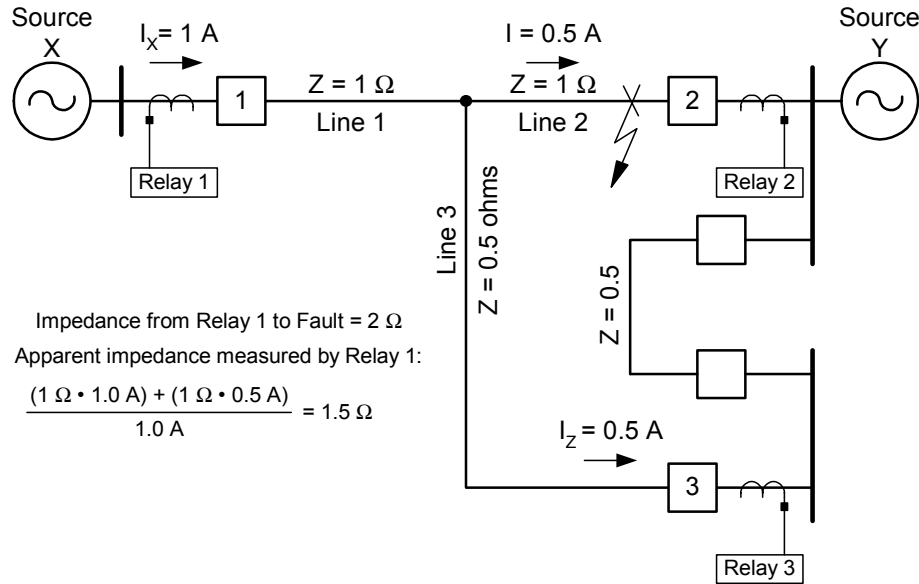 Source
X
I_X = 1 A
I = 0.5 A
Source
Y
1
Z = 1 Ω
Line 1
Z = 1 Ω
Line 2
2
Relay 1
Relay 2
Line 3
Z = 0.5 ohms
Z = 0.5
Impedance from Relay 1 to Fault = 2 Ω
Apparent impedance measured by Relay 1:
(1 Ω • 1.0 A) + (1 Ω • 0.5 A)
1.0 A
= 1.5 Ω
I_Z = 0.5 A
3
Relay 3